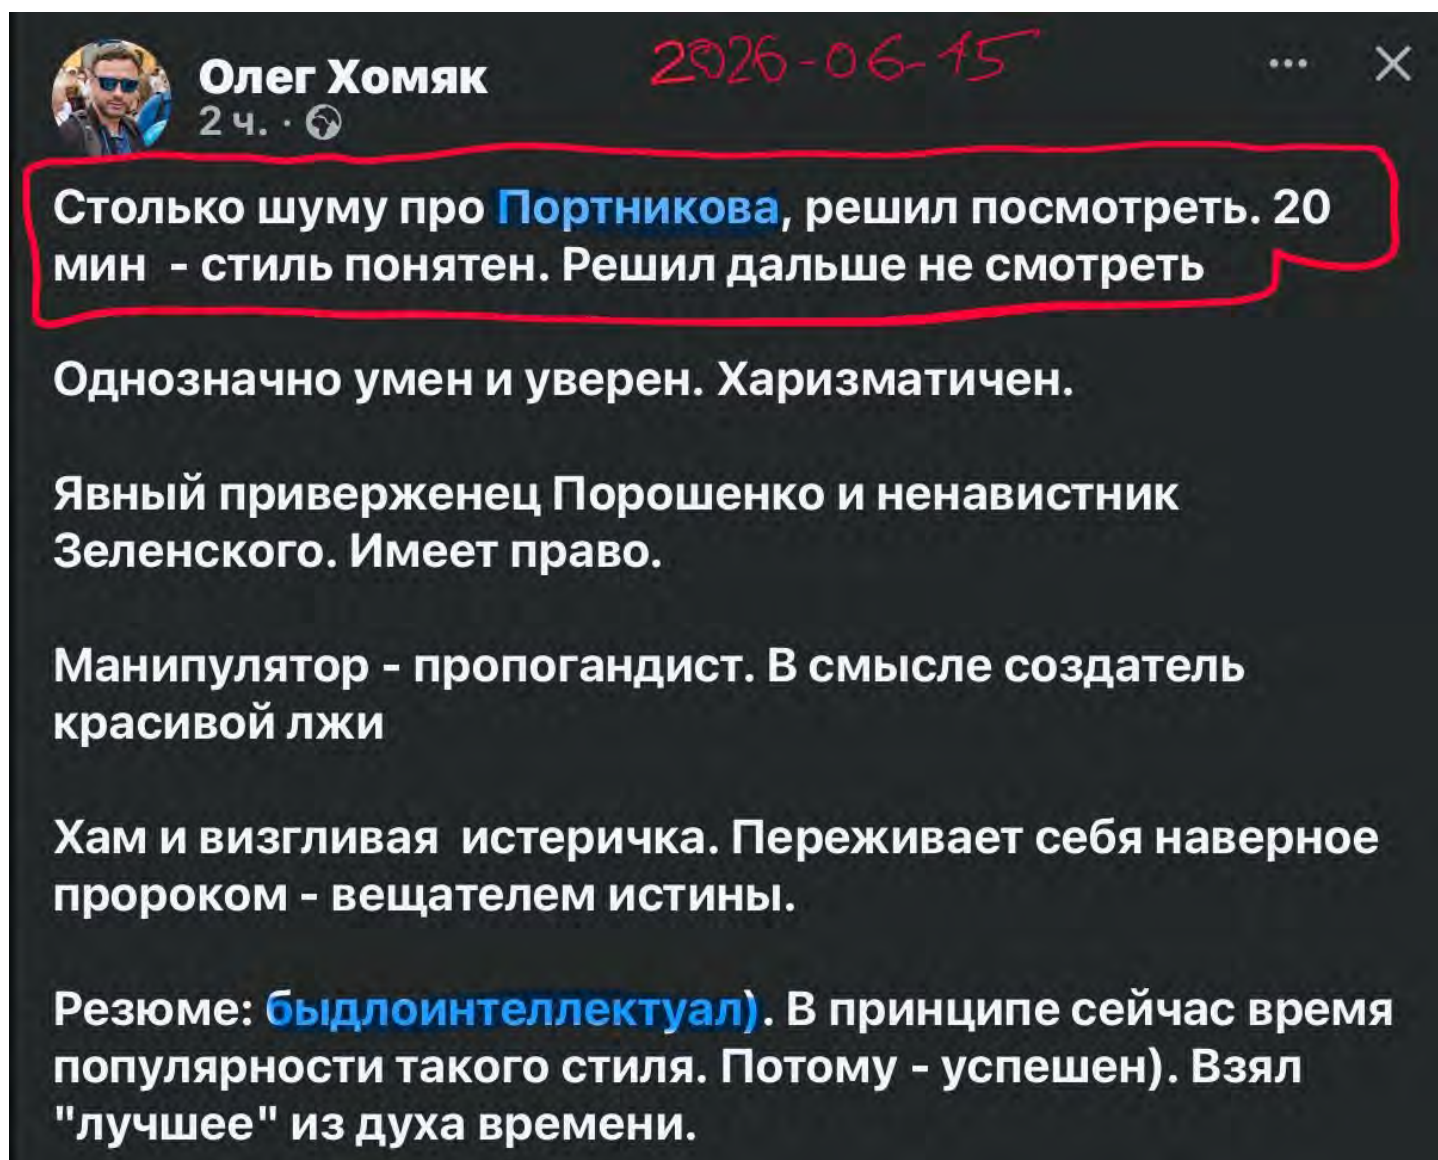 Олег Хомяк
2026-06-15
2 ч.
Столько шуму про Портникова, решил посмотреть. 20
мин - стиль понятен. Решил дальше не смотреть
Однозначно умен и уверен. Харизматичен.
Явный приверженец Порошенко и ненавистник
Зеленского. Имеет право.
Манипулятор - пропогандист. В смысле создатель
красивой лжи
Хам и визгливая истеричка. Переживает себя наверное
пророком - вещателем истины.
Резюме: быдлоинтеллектуал). В принципе сейчас время
популярности такого стиля. Потому - успешен). Взял
"лучшее" из духа времени.